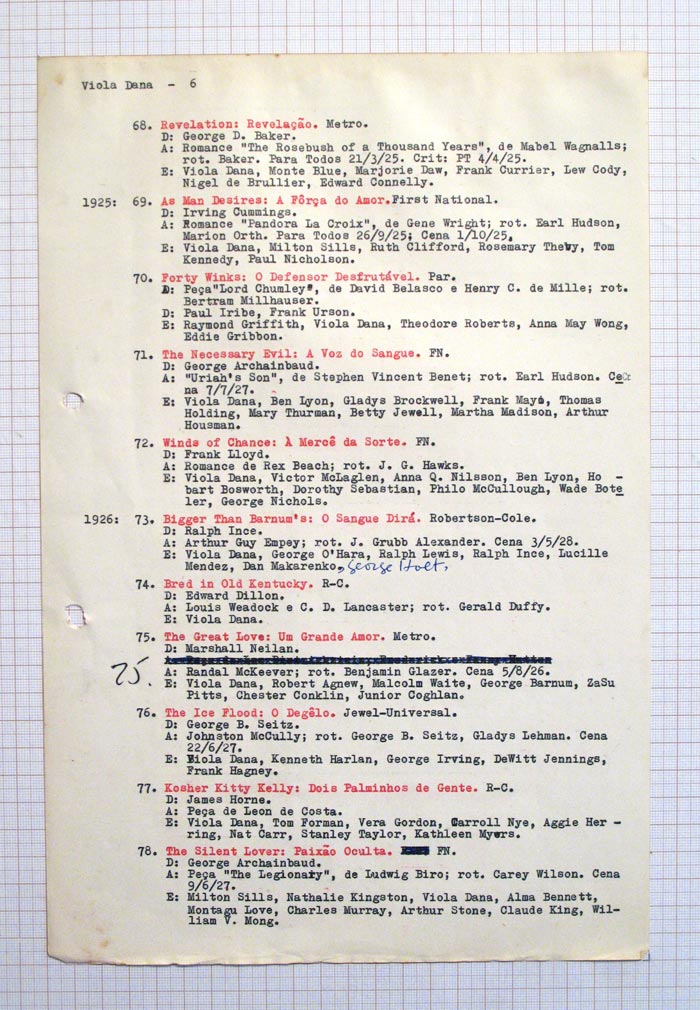 Viola Dana - 6
68. Revelation: Revelação. Metro.
D: George D. Baker.
A: Romance "The Rosebush of a Thousand Years", de Mabel Wagnalls;
rot. Baker. Para Todos 21/3/25. Crit: PT 4/4/25.
E: Viola Dana, Monte Blue, Marjorie Daw, Frank Currier, Lew Cody,
Nigel de Brullier, Edward Connelly.
1925: 69. As Man Desires: A Fôrça do Amor.First National.
D: Irving Cummings.
A: Romance "Pandora La Croix", de Gene Wright; rot. Earl Hudson,
Marion Orth. Para Todos 26/9/25; Cena 1/10/25.
E: Viola Dana, Milton Sills, Ruth Clifford, Rosemary Theby, Tom
Kennedy, Paul Nicholson.
70. Forty Winks: O Defensor Desfrutável. Par.
A: Peça"Lord Chumley", de David Belasco e Henry C. de Mille; rot.
Bertram Millhauser.
D: Paul Iribe, Frank Urson.
E: Raymond Griffith, Viola Dana, Theodore Roberts, Anna May Wong,
Eddie Gribbon.
71. The Necessary Evil: A Voz do Sangue. FN.
D: George Archainbaud.
A: "Uriah's Son", de Stephen Vincent Benet; rot. Earl Hudson. Ce
na 7/7/27.
E: Viola Dana, Ben Lyon, Gladys Brockwell, Frank Mayo, Thomas
Holding, Mary Thurman, Betty Jewell, Martha Madison, Arthur
Housman.
72. Winds of Chance: À Mercê da Sorte. FN.
D: Frank Lloyd.
A: Romance de Rex Beach; rot. J. G. Hawks.
E: Viola Dana, Victor McLaglen, Anna Q. Nilsson, Ben Lyon, Ho -
bart Bosworth, Dorothy Sebastian, Philo McCullough, Wade Bote
ler, George Nichols.
1926: 73. Bigger Than Barnum's: O Sangue Dirá. Robertson-Cole.
D: Ralph Ince.
A: Arthur Guy Empey; rot. J. Grubb Alexander. Cena 3/5/28.
E: Viola Dana, George O'Hara, Ralph Lewis, Ralph Ince, Lucille
Mendez, Dan Makarenko, George Holt.
74. Bred in Old Kentucky. R-C.
D: Edward Dillon.
A: Louis Weadock e C. D. Lancaster; rot. Gerald Duffy.
E: Viola Dana.
75. The Great Love: Um Grande Amor. Metro.
D: Marshall Neilan.
75.
A: Randal McKeever; rot. Benjamin Glazer. Cena 5/8/26.
E: Viola Dana, Robert Agnew, Malcolm Waite, George Barnum, ZaSu
Pitts, Chester Conklin, Junior Coghlan.
76. The Ice Flood: O Degêlo. Jewel-Universal.
D: George B. Seitz.
A: Johnston McCully; rot. George B. Seitz, Gladys Lehman. Cena
22/6/27.
E: Viola Dana, Kenneth Harlan, George Irving, DeWitt Jennings,
Frank Hagney.
77. Kosher Kitty Kelly: Dois Palminhos de Gente. R-C.
D: James Horne.
A: Peça de Leon de Costa.
E: Viola Dana, Tom Forman, Vera Gordon, Carroll Nye, Aggie Her -
ring, Nat Carr, Stanley Taylor, Kathleen Myers.
78. The Silent Lover: Paixão Oculta. FN.
D: George Archainbaud.
A: Peça "The Legionary", de Ludwig Biro; rot. Carey Wilson. Cena
9/6/27.
E: Milton Sills, Nathalie Kingston, Viola Dana, Alma Bennett,
Montagu Love, Charles Murray, Arthur Stone, Claude King, Wil-
liam V. Mong.